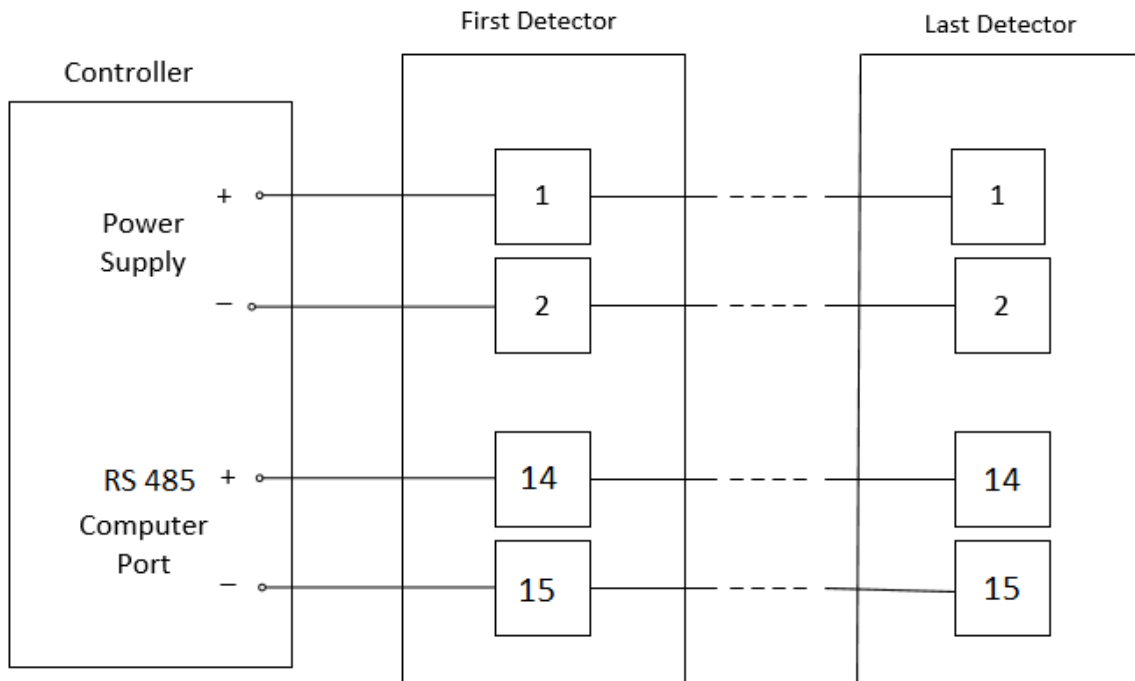 First Detector
Last Detector
Controller
+
1
1
Power
Supply
–
2
2
RS 485 +
14
14
Computer
Port
–
15
15